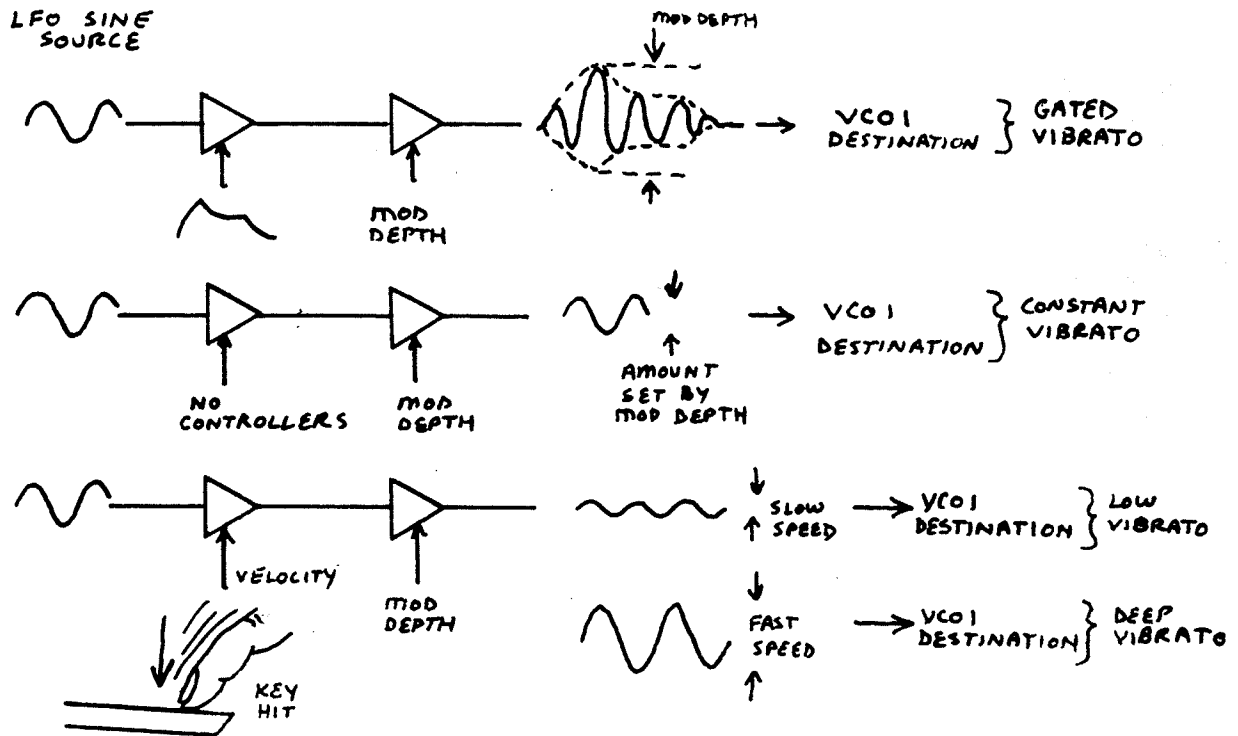 LFO SINE
SOURCE
MOD DEPTH
VCO1
DESTINATION
GATED
VIBRATO
MOD
DEPTH
VCO1
DESTINATION
CONSTANT
VIBRATO
NO
CONTROLLERS
MOD
DEPTH
AMOUNT
SET BY
MOD DEPTH
SLOW
SPEED
VCO1
DESTINATION
LOW
VIBRATO
VELOCITY
MOD
DEPTH
FAST
SPEED
VCO1
DESTINATION
DEEP
VIBRATO
KEY
HIT